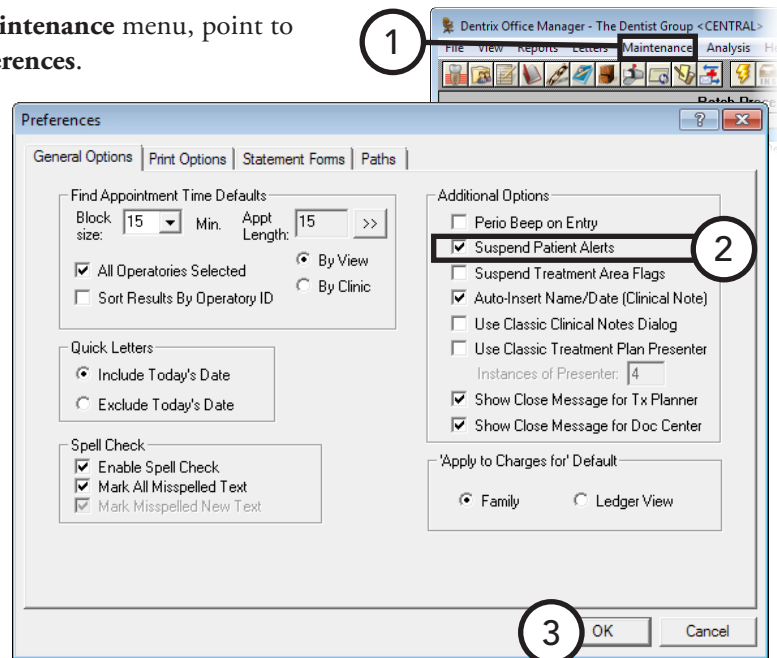 intenance menu, point to
erences.
1
Dentrix Office Manager - The Dentist Group <CENTRAL>
File View Reports Letters Maintenance Analysis
Preferences
General Options Print Options Statement Forms Paths
Find Appointment Time Defaults
Block size: 15 Min. Appt Length: 15 >>
All Operatories Selected
Sort Results By Operatory ID
By View
By Clinic
Quick Letters
Include Today's Date
Exclude Today's Date
Spell Check
Enable Spell Check
Mark All Misspelled Text
Mark Misspelled New Text
Additional Options
Perio Beep on Entry
Suspend Patient Alerts
2
Suspend Treatment Area Flags
Auto-Insert Name/Date (Clinical Note)
Use Classic Clinical Notes Dialog
Use Classic Treatment Plan Presenter
Instances of Presenter: 4
Show Close Message for Tx Planner
Show Close Message for Doc Center
'Apply to Charges for' Default
Family Ledger View
3
OK Cancel